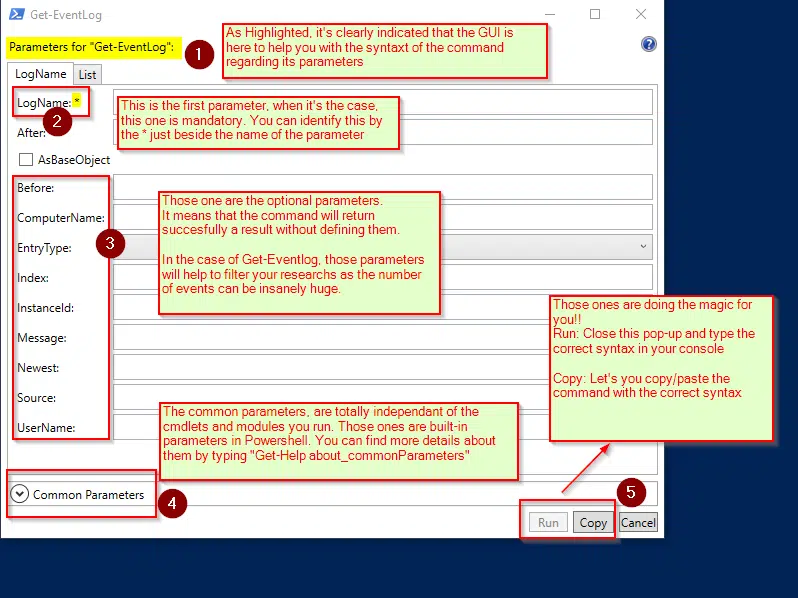 Get-EventLog
Parameters for "Get-EventLog":
1
As Highlighted, it's clearly indicated that the GUI is
here to help you with the syntaxt of the command
regarding its parameters
?
LogName
List
LogName: *
2
This is the first parameter, when it's the case,
this one is mandatory. You can identify this by
the * just beside the name of the parameter
After:
AsBaseObject
Before:
ComputerName:
EntryType:
Index:
InstanceId:
Message:
Newest:
Source:
UserName:
3
Those one are the optional parameters.
It means that the command will return
succesfully a result without defining them.
In the case of Get-Eventlog, those parameters
will help to filter your researchs as the number
of events can be insanely huge.
Those ones are doing the magic for
you!!
Run: Close this pop-up and type the
correct syntax in your console
Copy: Let's you copy/paste the
command with the correct syntax
The common parameters, are totally independant of the
cmdlets and modules you run. Those ones are built-in
parameters in Powershell. You can find more details about
them by typing "Get-Help about_commonParameters"
Common Parameters
4
5
Run
Copy
Cancel